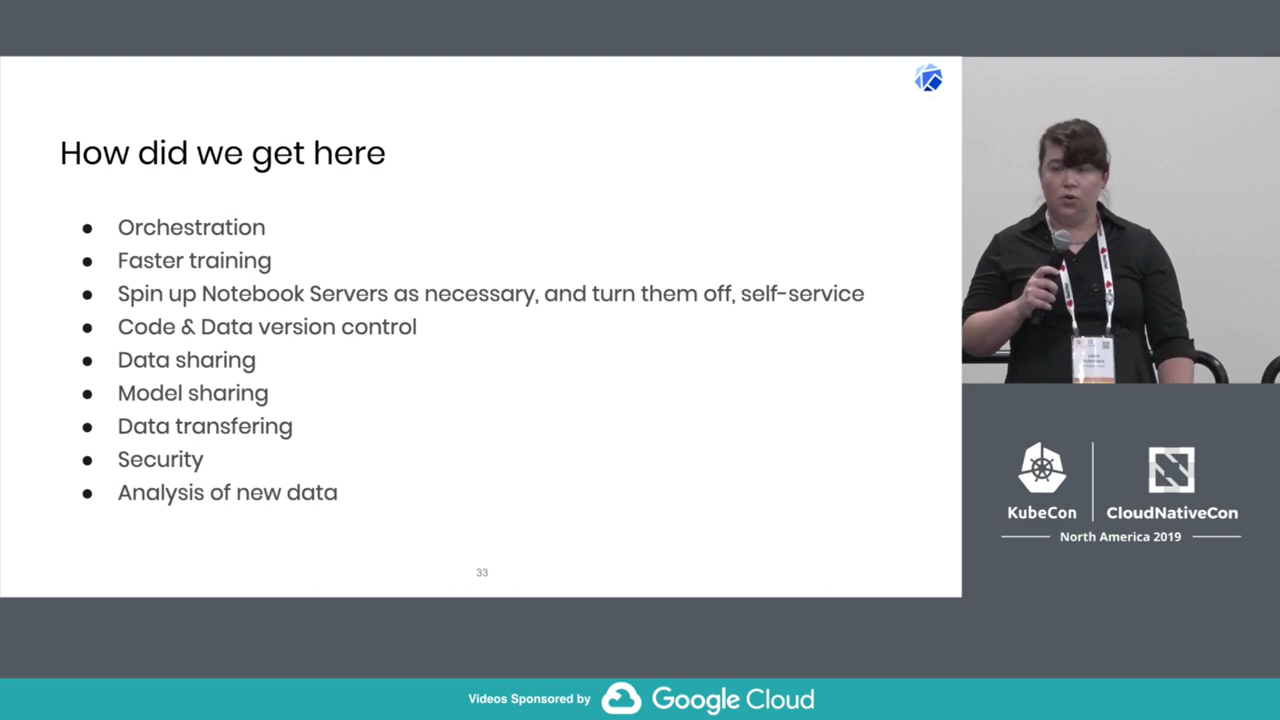 How did we get here
● Orchestration
● Faster training
● Spin up Notebook Servers as necessary, and turn them off, self-service
● Code & Data version control
● Data sharing
● Model sharing
● Data transfering
● Security
● Analysis of new data
33
KubeCon
CloudNativeCon
North America 2019
Videos Sponsored by Google Cloud